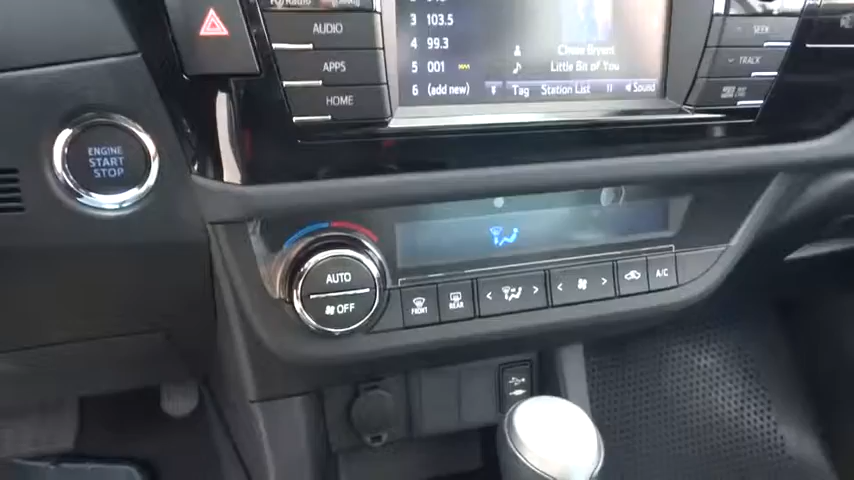 AUDIO
APPS
HOME
3 103.5
4 99.3
5 001
6 (add new)
Chase Bryant
Little Bit of You
Tag
Station List
Sound
SEEK
TRACK
ENGINE
START
STOP
AUTO
OFF
FRONT
REAR
A/C